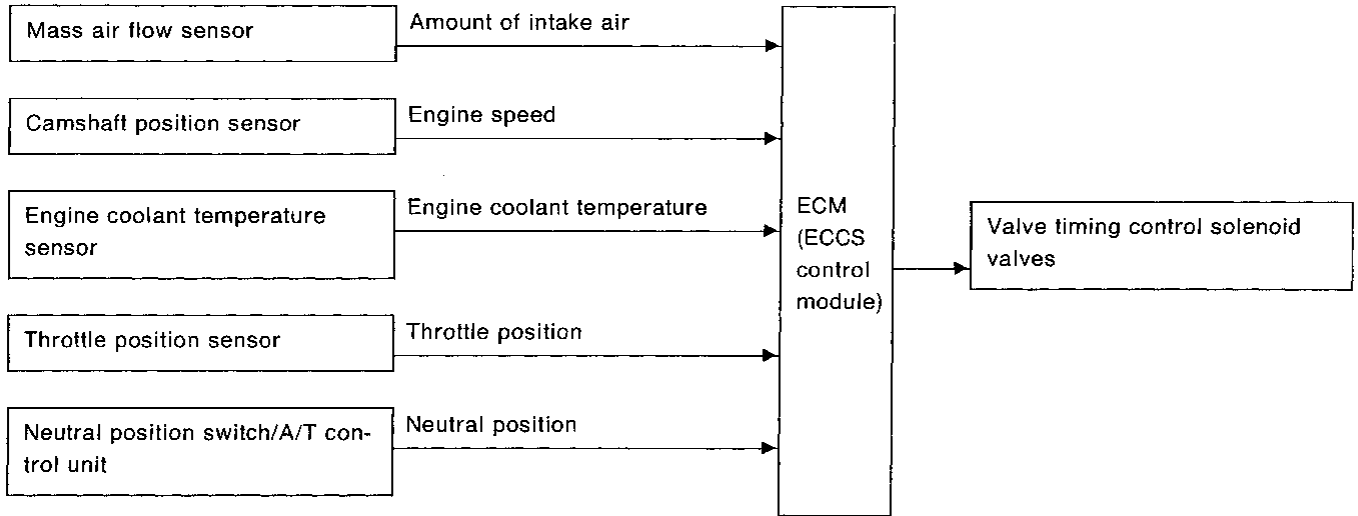 Mass air flow sensor
Amount of intake air
Camshaft position sensor
Engine speed
Engine coolant temperature
sensor
Engine coolant temperature
Throttle position sensor
Throttle position
Neutral position switch/A/T con-
trol unit
Neutral position
ECM
(ECCS
control
module)
Valve timing control solenoid
valves